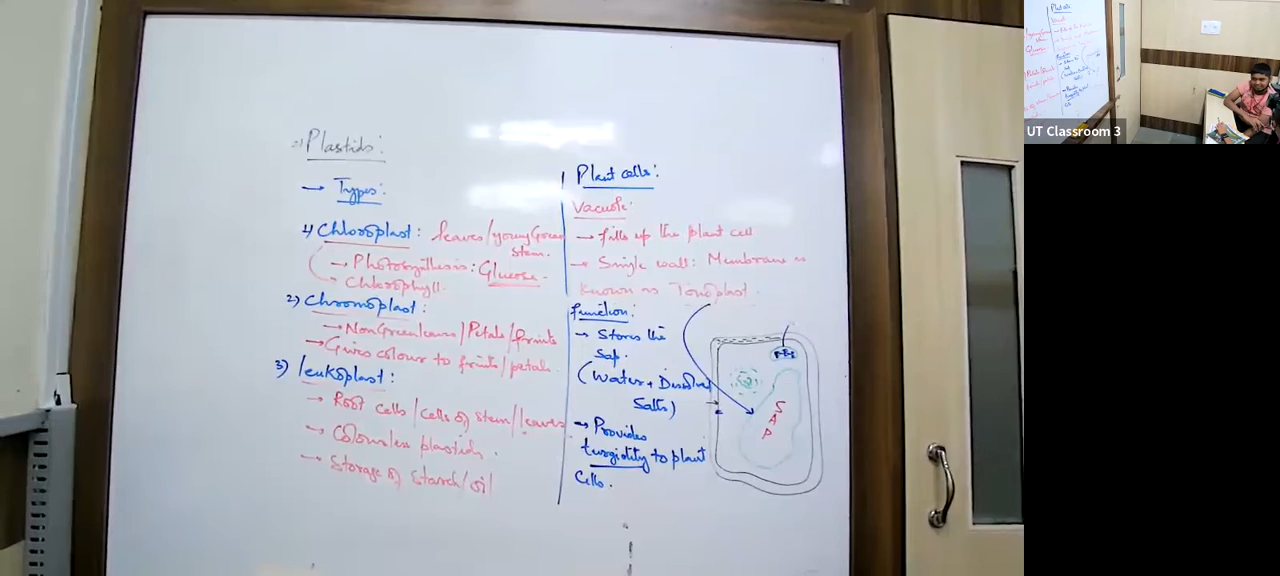 ⇒ Plastids:
→ Types:
1) Chloroplast: leaves/young Green
stem.
→ Photosynthesis: Glucose.
- Chlorophyll.
2) Chromoplast:
→ Non Green leaves/Petals/fruits
→ Gives colour to fruits/petals.
3) leukoplast:
→ Root cells/cells of stem/leaves.
→ Colourless plastids.
→ Storage of Starch/oil
Plant cells:
Vacuole:
→ fills up the plant cell
→ Single wall: Membrane is
known as Tonoplast.
function:
→ Stores the
Sap.
(Water + Dissolved
Salts)
→ Provides
turgidity to plant
Cells.
SAP
UT Classroom 3